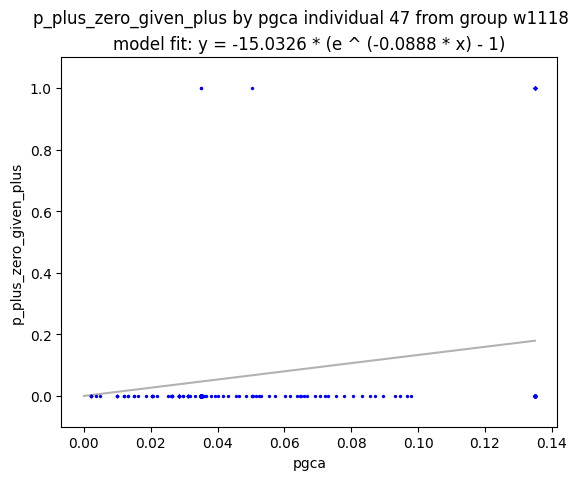 p_plus_zero_given_plus by pgca individual 47 from group w1118
model fit: y = -15.0326 * (e ^ (-0.0888 * x) - 1)
p_plus_zero_given_plus
1.0
0.8
0.6
0.4
0.2
0.0
0.00 0.02 0.04 0.06 0.08 0.10 0.12 0.14
pgca